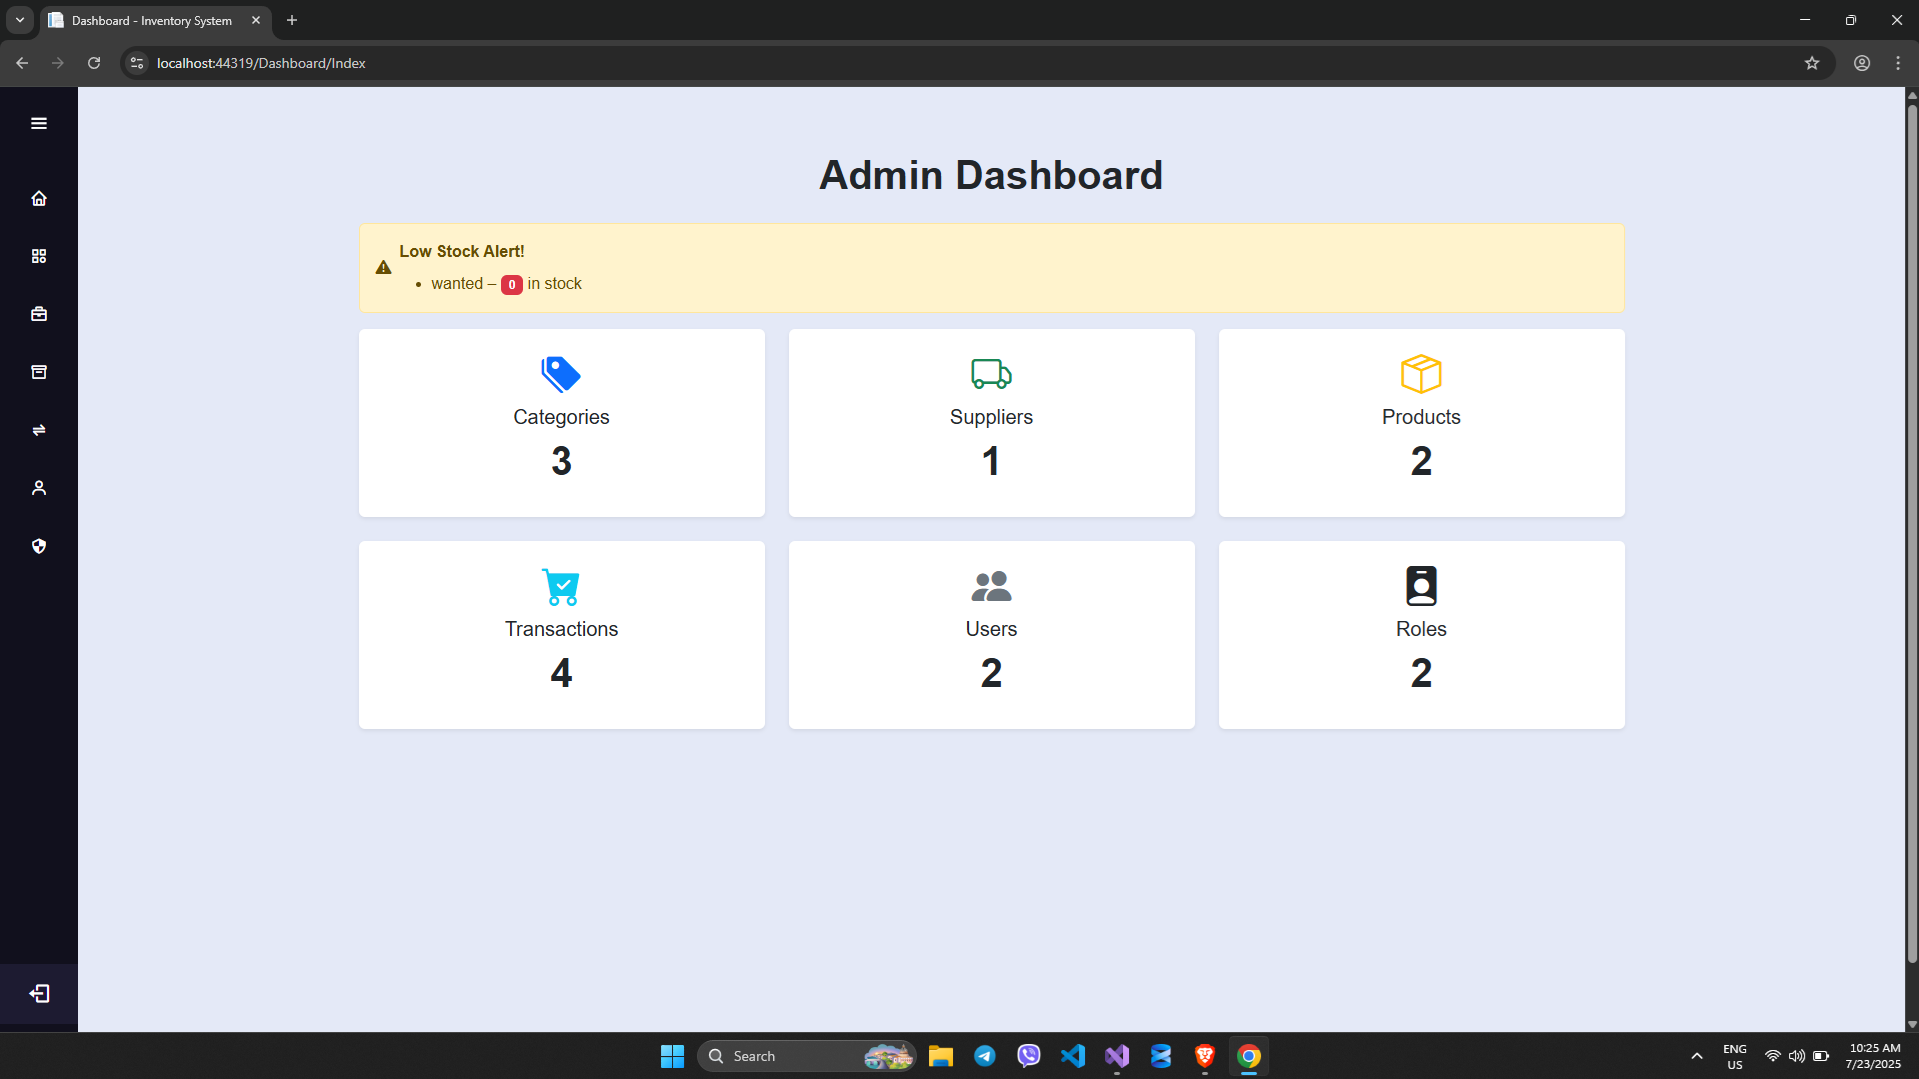 Dashboard - Inventory System
localhost:44319/Dashboard/Index
Admin Dashboard
Low Stock Alert!
wanted – 0 in stock
Categories
3
Suppliers
1
Products
2
Transactions
4
Users
2
Roles
2
Search
ENG
US
10:25 AM
7/23/2025